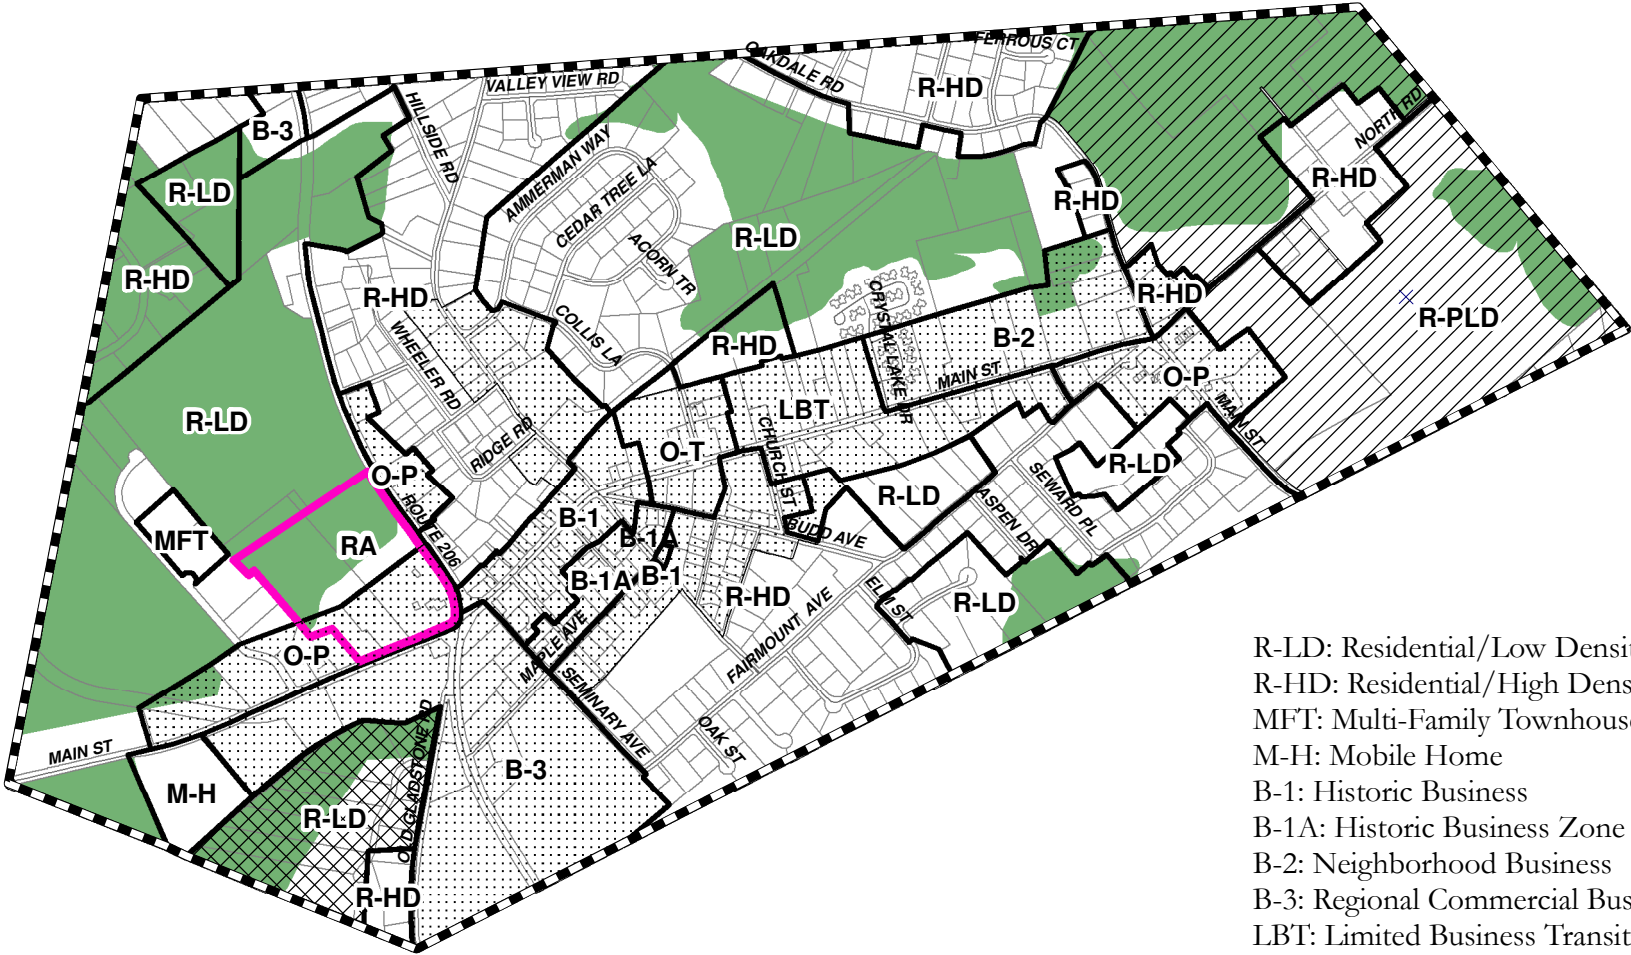 FERROUS CT
OAKDALE RD
VALLEY VIEW RD
R-HD
HILLSIDE RD
NORTH RD
B-3
AMMERMAN WAY
R-HD
R-LD
CEDAR TREE LA
R-HD
R-LD
ACORN TR
R-HD
R-HD
R-HD
CRYSTAL LAKE DR
R-PLD
COLLIS LA
WHEELER RD
R-HD
B-2
MAIN ST
O-P
R-LD
LBT
MAIN ST
CHURCH ST
RIDGE RD
O-T
R-LD
O-P
SEWARD PL
R-LD
ROUTE 206
ASPEN DR
B-1
MFT
RA
B-1A
BUDD AVE
B-1A
B-1
R-HD
ELM ST
R-LD
FAIRMOUNT AVE
MAPLE AVE
O-P
SEMINARY AVE
OAK ST
MAIN ST
B-3
OLD GLADSTONE RD
M-H
R-LD
R-HD
R-LD: Residential/Low Densit
R-HD: Residential/High Dens
MFT: Multi-Family Townhouse
M-H: Mobile Home
B-1: Historic Business
B-1A: Historic Business Zone
B-2: Neighborhood Business
B-3: Regional Commercial Bus
LBT: Limited Business Transit